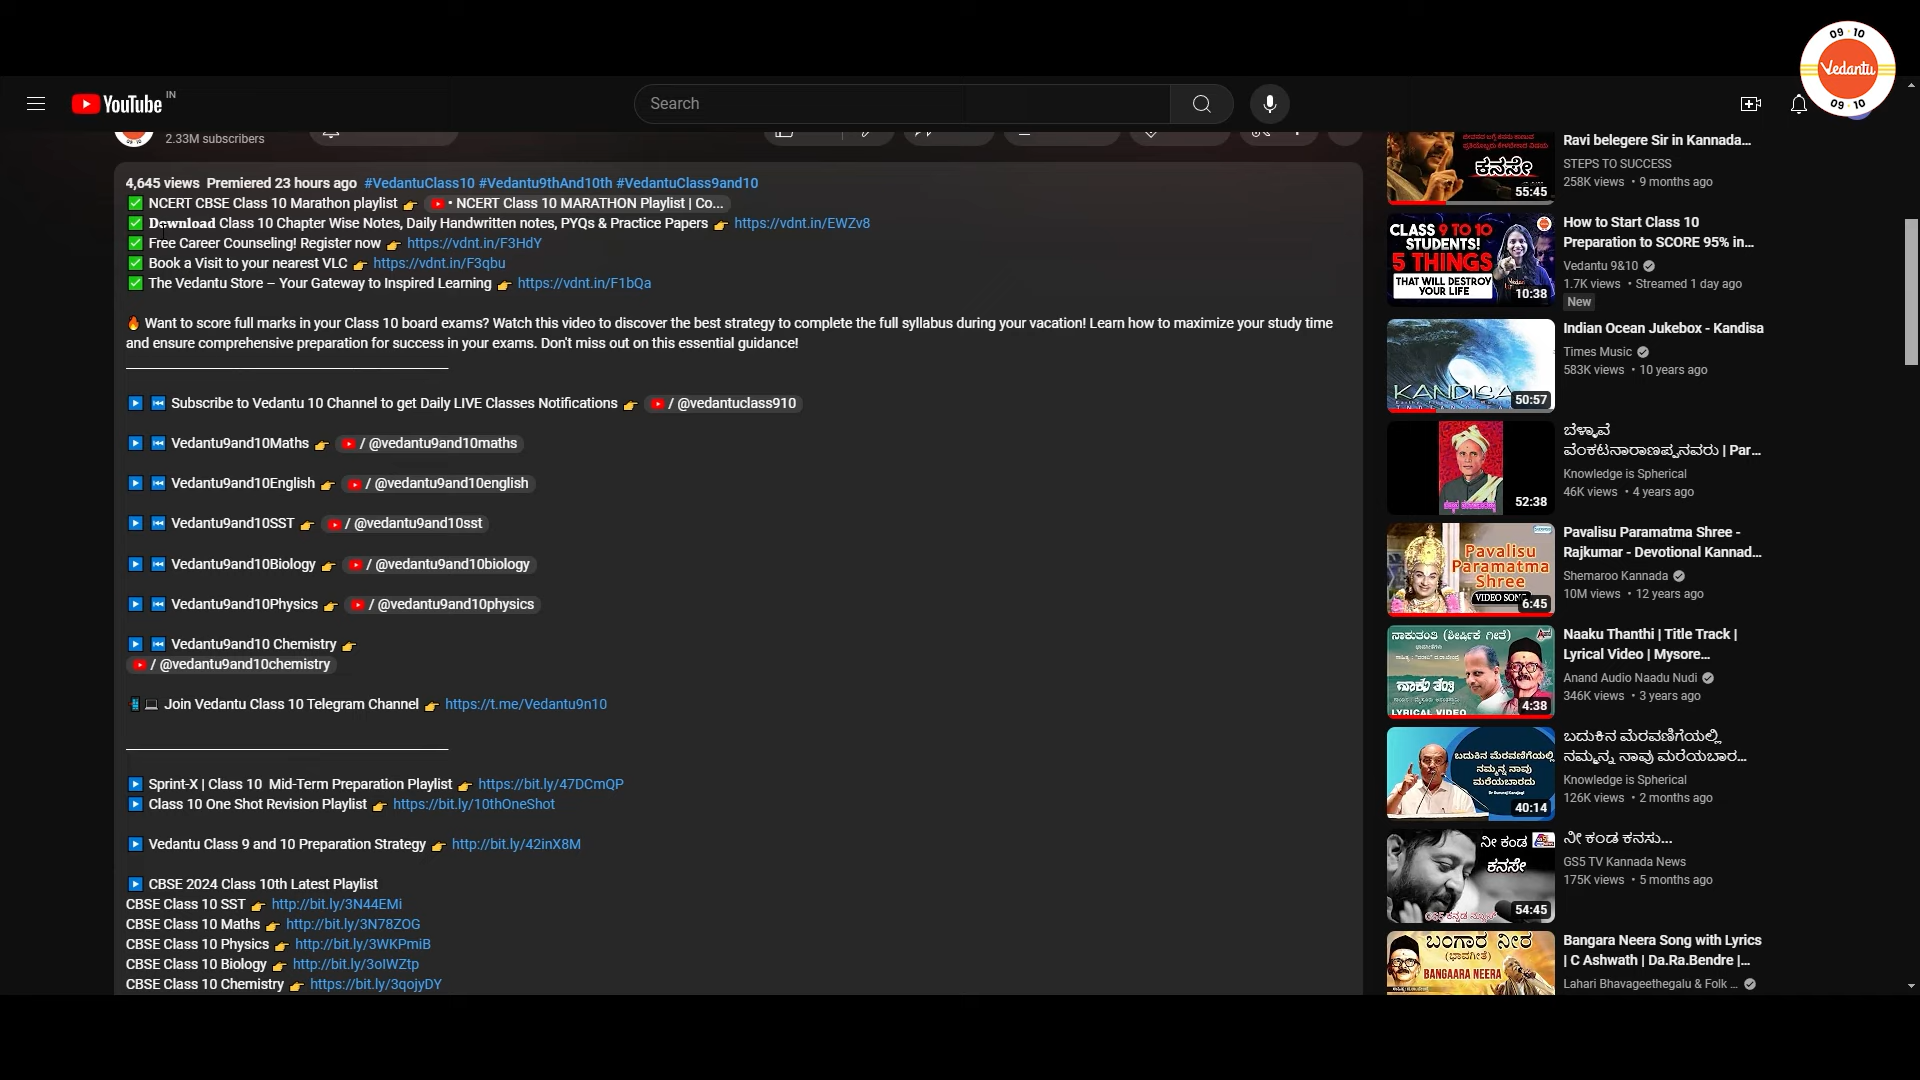 09 · 10
Vedantu
09 · 10
YouTube IN
Search
2.33M subscribers
4,645 views Premiered 23 hours ago #VedantuClass10 #Vedantu9thAnd10th #VedantuClass9and10
✅ NCERT CBSE Class 10 Marathon playlist 👉 • NCERT Class 10 MARATHON Playlist | Co...
✅ Download Class 10 Chapter Wise Notes, Daily Handwritten notes, PYQs & Practice Papers 👉 https://vdnt.in/EWZv8
✅ Free Career Counseling! Register now 👉 https://vdnt.in/F3HdY
✅ Book a Visit to your nearest VLC 👉 https://vdnt.in/F3qbu
✅ The Vedantu Store – Your Gateway to Inspired Learning 👉 https://vdnt.in/F1bQa
🔥 Want to score full marks in your Class 10 board exams? Watch this video to discover the best strategy to complete the full syllabus during your vacation! Learn how to maximize your study time
and ensure comprehensive preparation for success in your exams. Don't miss out on this essential guidance!
▶️ ⏮️ Subscribe to Vedantu 10 Channel to get Daily LIVE Classes Notifications 👉 / @vedantuclass910
▶️ ⏮️ Vedantu9and10Maths 👉 / @vedantu9and10maths
▶️ ⏮️ Vedantu9and10English 👉 / @vedantu9and10english
▶️ ⏮️ Vedantu9and10SST 👉 / @vedantu9and10sst
▶️ ⏮️ Vedantu9and10Biology 👉 / @vedantu9and10biology
▶️ ⏮️ Vedantu9and10Physics 👉 / @vedantu9and10physics
▶️ ⏮️ Vedantu9and10 Chemistry 👉
/ @vedantu9and10chemistry
📱💻 Join Vedantu Class 10 Telegram Channel 👉 https://t.me/Vedantu9n10
▶️ Sprint-X | Class 10 Mid-Term Preparation Playlist 👉 https://bit.ly/47DCmQP
▶️ Class 10 One Shot Revision Playlist 👉 https://bit.ly/10thOneShot
▶️ Vedantu Class 9 and 10 Preparation Strategy 👉 http://bit.ly/42inX8M
▶️ CBSE 2024 Class 10th Latest Playlist
CBSE Class 10 SST 👉 http://bit.ly/3N44EMi
CBSE Class 10 Maths 👉 http://bit.ly/3N78ZOG
CBSE Class 10 Physics 👉 http://bit.ly/3WKPmiB
CBSE Class 10 Biology 👉 http://bit.ly/3oIWZtp
CBSE Class 10 Chemistry 👉 https://bit.ly/3qojyDY
ಕನಸೇ
55:45
Ravi belegere Sir in Kannada...
STEPS TO SUCCESS
258K views • 9 months ago
CLASS 9 TO 10
STUDENTS!
5 THINGS
THAT WILL DESTROY
YOUR LIFE
10:38
How to Start Class 10
Preparation to SCORE 95% in...
Vedantu 9&10
1.7K views • Streamed 1 day ago
New
KANDISA
50:57
Indian Ocean Jukebox - Kandisa
Times Music
583K views • 10 years ago
52:38
ಬೆಳ್ಳಾವ
ವೆಂಕಟನಾರಾಣಪ್ಪನವರು | Par...
Knowledge is Spherical
46K views • 4 years ago
Pavalisu
Paramatma
Shree
VIDEO SONG
6:45
Pavalisu Paramatma Shree -
Rajkumar - Devotional Kannad...
Shemaroo Kannada
10M views • 12 years ago
ನಾಕುತಂತಿ (ಶೀರ್ಷಿಕೆ ಗೀತೆ)
ನಾಕು ತಂತಿ
LYRICAL VIDEO
4:38
Naaku Thanthi | Title Track |
Lyrical Video | Mysore...
Anand Audio Naadu Nudi
346K views • 3 years ago
ಬದುಕಿನ ಮೆರವಣಿಗೆಯಲ್ಲಿ
ನಮ್ಮನ್ನ ನಾವು
ಮರೆಯಬಾರದು
40:14
ಬದುಕಿನ ಮೆರವಣಿಗೆಯಲ್ಲಿ
ನಮ್ಮನ್ನ ನಾವು ಮರೆಯಬಾರ...
Knowledge is Spherical
126K views • 2 months ago
ನೀ ಕಂಡ
ಕನಸೇ
54:45
ನೀ ಕಂಡ ಕನಸು...
GS5 TV Kannada News
175K views • 5 months ago
ಬಂಗಾರ ನೀರ
(ಭಾವಗೀತೆ)
BANGAARA NEERA
Bangara Neera Song with Lyrics
| C Ashwath | Da.Ra.Bendre |...
Lahari Bhavageethegalu & Folk ...